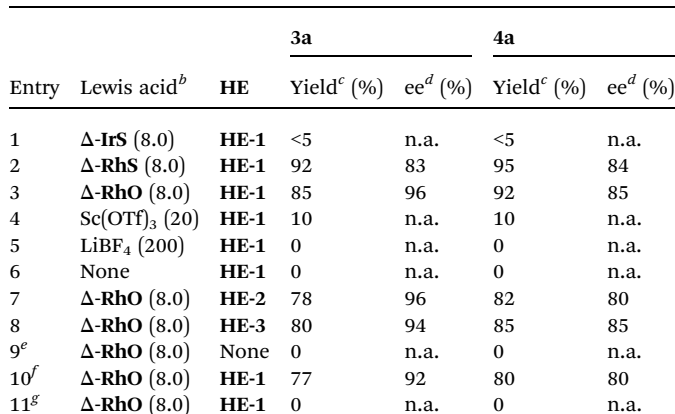 3a 4a
Entry Lewis acid^b HE Yield^c (%) ee^d (%) Yield^c (%) ee^d (%)
1 Δ-IrS (8.0) HE-1 <5 n.a. <5 n.a.
2 Δ-RhS (8.0) HE-1 92 83 95 84
3 Δ-RhO (8.0) HE-1 85 96 92 85
4 Sc(OTf)₃ (20) HE-1 10 n.a. 10 n.a.
5 LiBF₄ (200) HE-1 0 n.a. 0 n.a.
6 None HE-1 0 n.a. 0 n.a.
7 Δ-RhO (8.0) HE-2 78 96 82 80
8 Δ-RhO (8.0) HE-3 80 94 85 85
9^e Δ-RhO (8.0) None 0 n.a. 0 n.a.
10^f Δ-RhO (8.0) HE-1 77 92 80 80
11^g Δ-RhO (8.0) HE-1 0 n.a. 0 n.a.